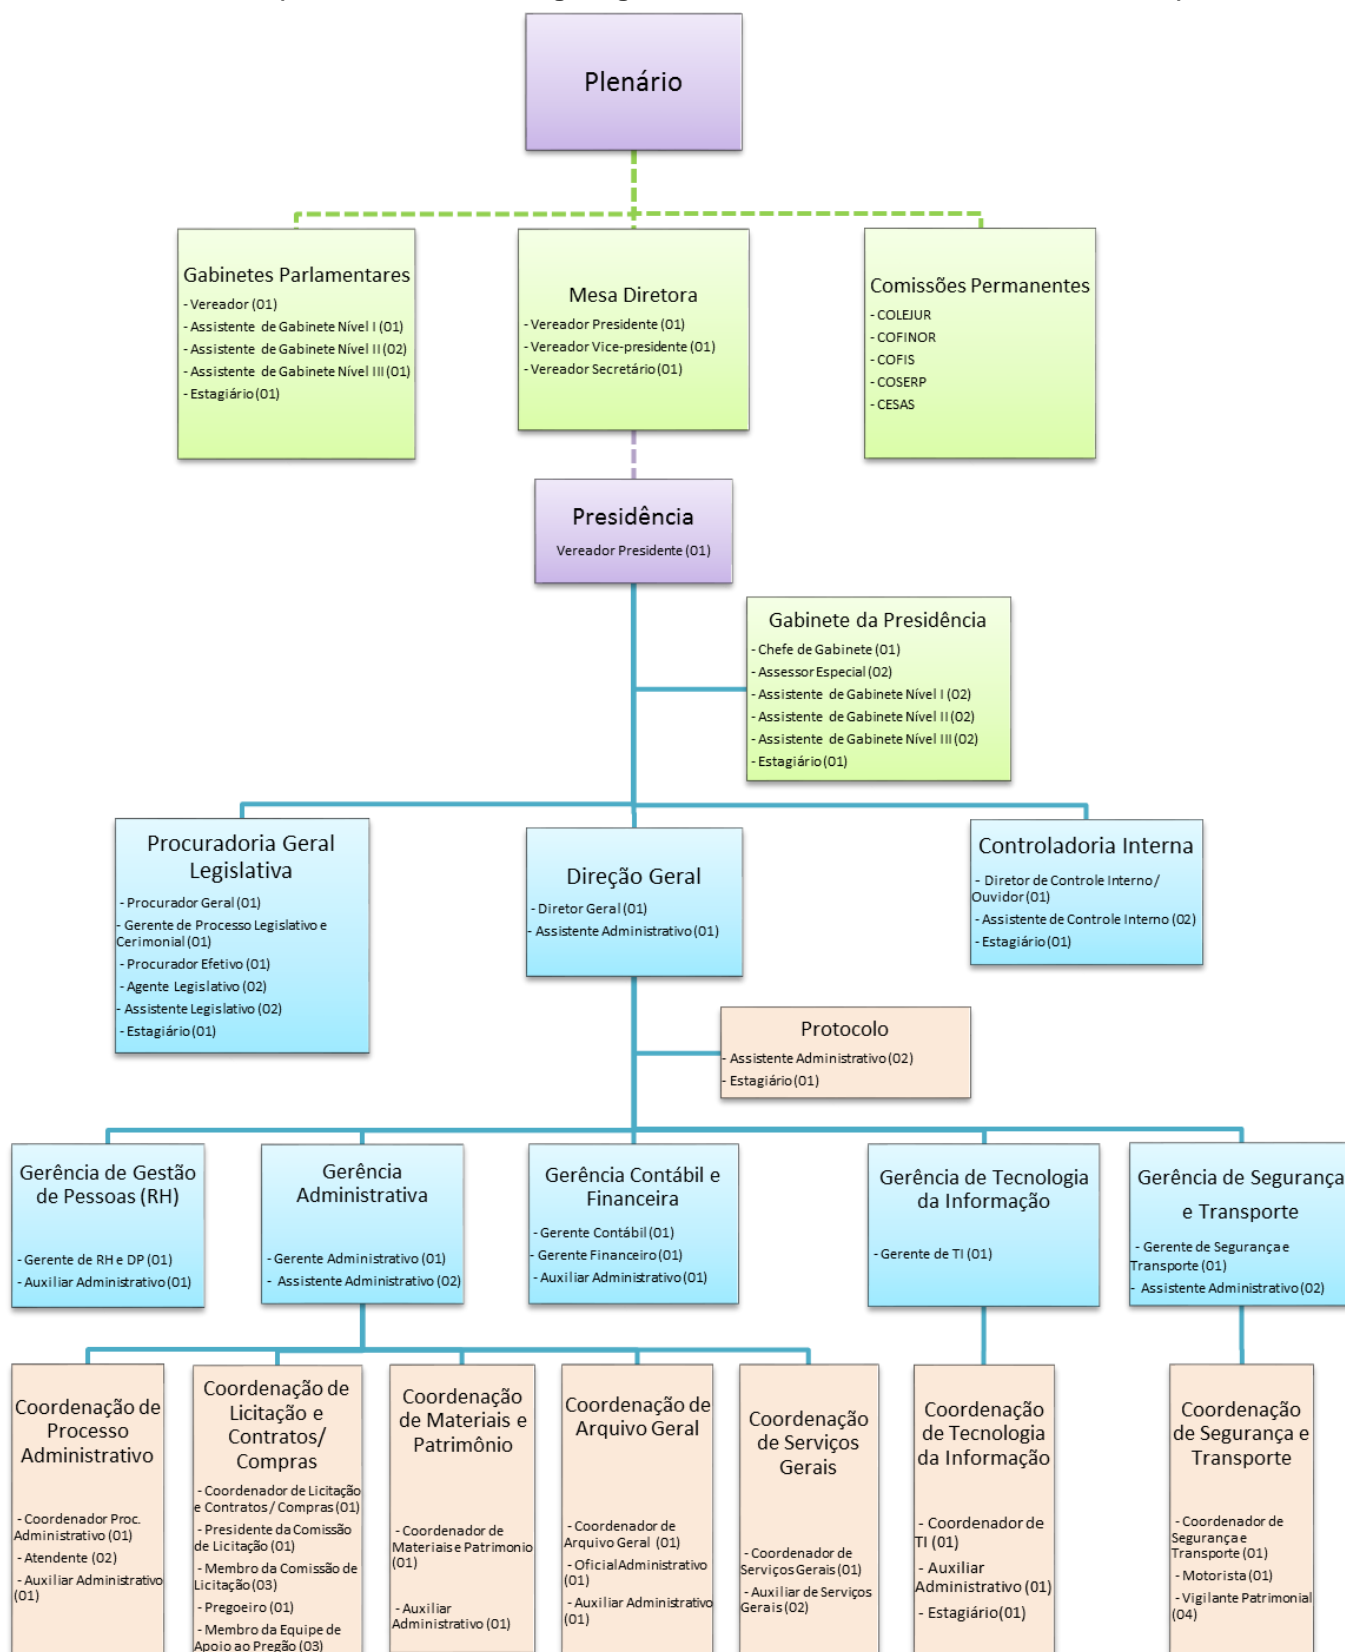 Plenário
Gabinetes Parlamentares
- Vereador (01)
- Assistente de Gabinete Nível I (01)
- Assistente de Gabinete Nível II (02)
- Assistente de Gabinete Nível III (01)
- Estagiário (01)
Mesa Diretora
- Vereador Presidente (01)
- Vereador Vice-presidente (01)
- Vereador Secretário (01)
Comissões Permanentes
- COLEJUR
- COFINOR
- COFIS
- COSERP
- CESAS
Presidência
Vereador Presidente (01)
Gabinete da Presidência
- Chefe de Gabinete (01)
- Assessor Especial (02)
- Assistente de Gabinete Nível I (02)
- Assistente de Gabinete Nível II (02)
- Assistente de Gabinete Nível III (02)
- Estagiário (01)
Procuradoria Geral
Legislativa
- Procurador Geral (01)
- Gerente de Processo Legislativo e
Cerimonial (01)
- Procurador Efetivo (01)
- Agente Legislativo (02)
- Assistente Legislativo (02)
- Estagiário (01)
Direção Geral
- Diretor Geral (01)
- Assistente Administrativo (01)
Controladoria Interna
- Diretor de Controle Interno /
Ouvidor (01)
- Assistente de Controle Interno (02)
- Estagiário (01)
Protocolo
- Assistente Administrativo (02)
- Estagiário (01)
Gerência de Gestão
de Pessoas (RH)
- Gerente de RH e DP (01)
- Auxiliar Administrativo (01)
Gerência
Administrativa
- Gerente Administrativo (01)
- Assistente Administrativo (02)
Gerência Contábil e
Financeira
- Gerente Contábil (01)
- Gerente Financeiro (01)
- Auxiliar Administrativo (01)
Gerência de Tecnologia
da Informação
- Gerente de TI (01)
Gerência de Segurança
e Transporte
- Gerente de Segurança e
Transporte (01)
- Assistente Administrativo (02)
Coordenação de
Processo
Administrativo
- Coordenador Proc.
Administrativo (01)
- Atendente (02)
- Auxiliar Administrativo
(01)
Coordenação de
Licitação e
Contratos/
Compras
- Coordenador de Licitação
e Contratos / Compras (01)
- Presidente da Comissão
de Licitação (01)
- Membro da Comissão de
Licitação (03)
- Pregoeiro (01)
- Membro da Equipe de
Apoio ao Pregão (03)
Coordenação
de Materiais e
Patrimônio
- Coordenador de
Materiais e Patrimonio
(01)
- Auxiliar
Administrativo (01)
Coordenação de
Arquivo Geral
- Coordenador de
Arquivo Geral (01)
- Oficial Administrativo
(01)
- Auxiliar Administrativo
(01)
Coordenação
de Serviços
Gerais
- Coordenador de
Serviços Gerais (01)
- Auxiliar de Serviços
Gerais (02)
Coordenação
de Tecnologia
da Informação
- Coordenador de
TI (01)
- Auxiliar
Administrativo (01)
- Estagiário (01)
Coordenação
de Segurança e
Transporte
- Coordenador de
Segurança e
Transporte (01)
- Motorista (01)
- Vigilante Patrimonial
(04)